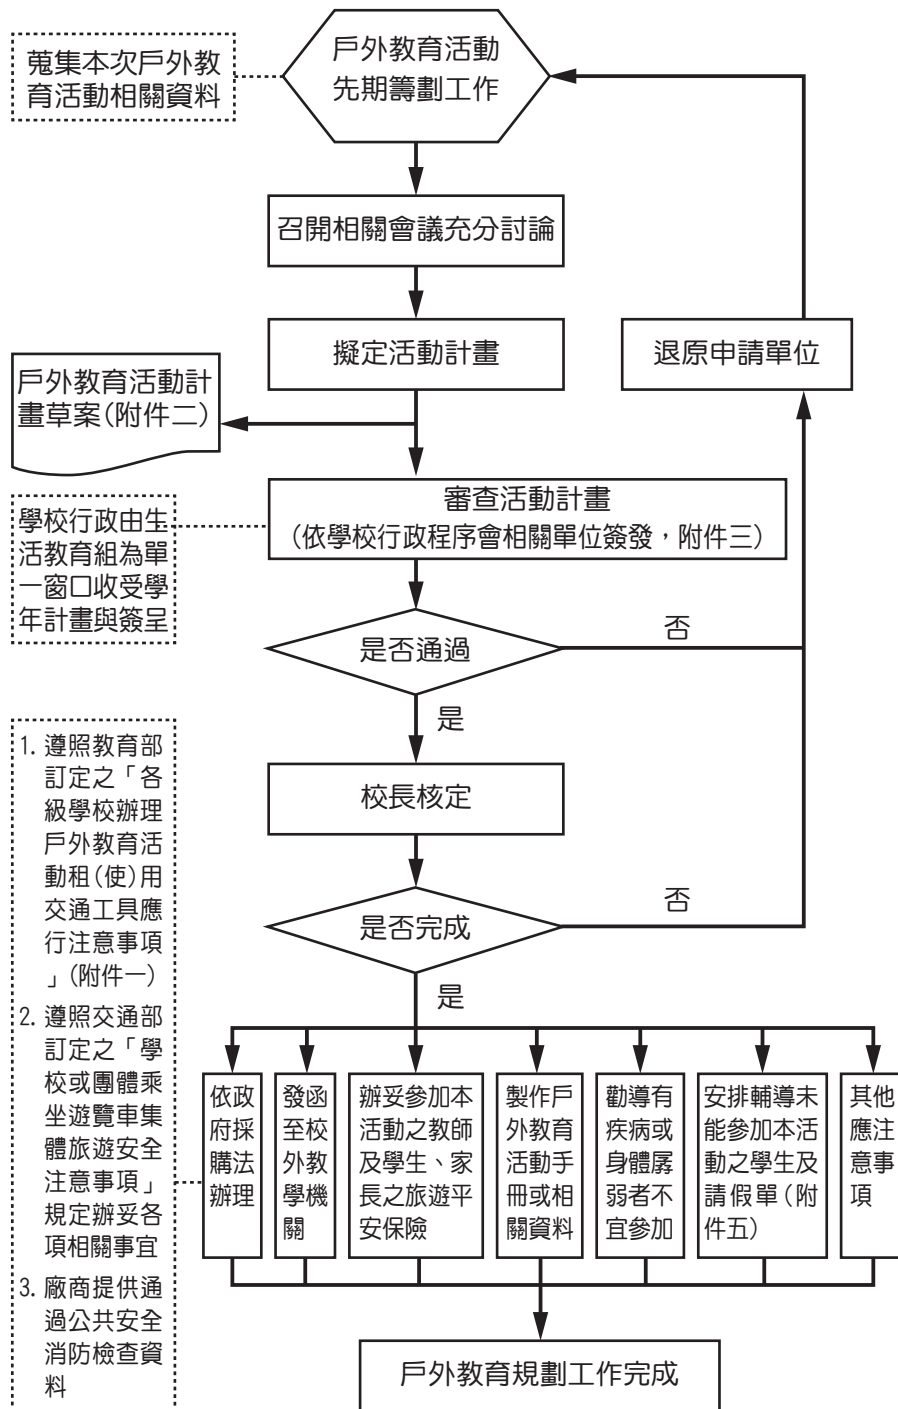 蒐集本次戶外教
育活動相關資料
戶外教育活動
先期籌劃工作
召開相關會議充分討論
擬定活動計畫
退原申請單位
戶外教育活動計
畫草案(附件二)
學校行政由生
活教育組為單
一窗口收受學
年計畫與簽呈
審查活動計畫
(依學校行政程序會相關單位簽發，附件三)
是否通過
否
是
校長核定
是否完成
否
是
1. 遵照教育部
訂定之「各
級學校辦理
戶外教育活
動租(使)用
交通工具應
行注意事項
」(附件一)
2. 遵照交通部
訂定之「學
校或團體乘
坐遊覽車集
體旅遊安全
注意事項」
規定辦妥各
項相關事宜
3. 廠商提供通
過公共安全
消防檢查資
料
依政
府採
購法
辦理
發函
至校
外教
學機
關
辦妥參加本
活動之教師
及學生、家
長之旅遊平
安保險
製作戶
外教育
活動手
冊或相
關資料
勸導有
疾病或
身體孱
弱者不
宜參加
安排輔導未
能參加本活
動之學生及
請假單(附
件五)
其他
應注
意事
項
戶外教育規劃工作完成